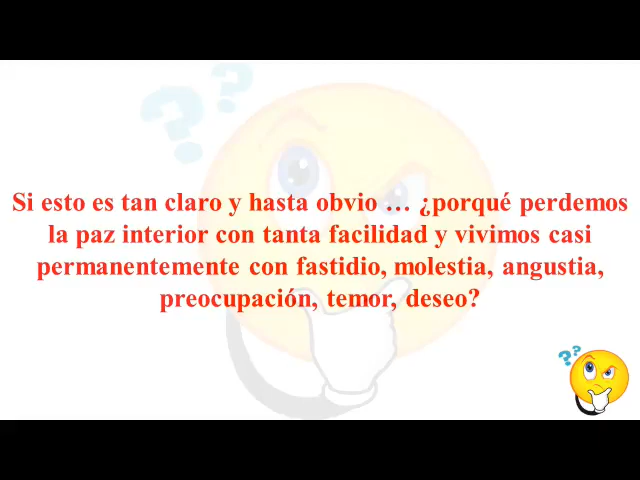 Si esto es tan claro y hasta obvio … ¿porqué perdemos
la paz interior con tanta facilidad y vivimos casi
permanentemente con fastidio, molestia, angustia,
preocupación, temor, deseo?